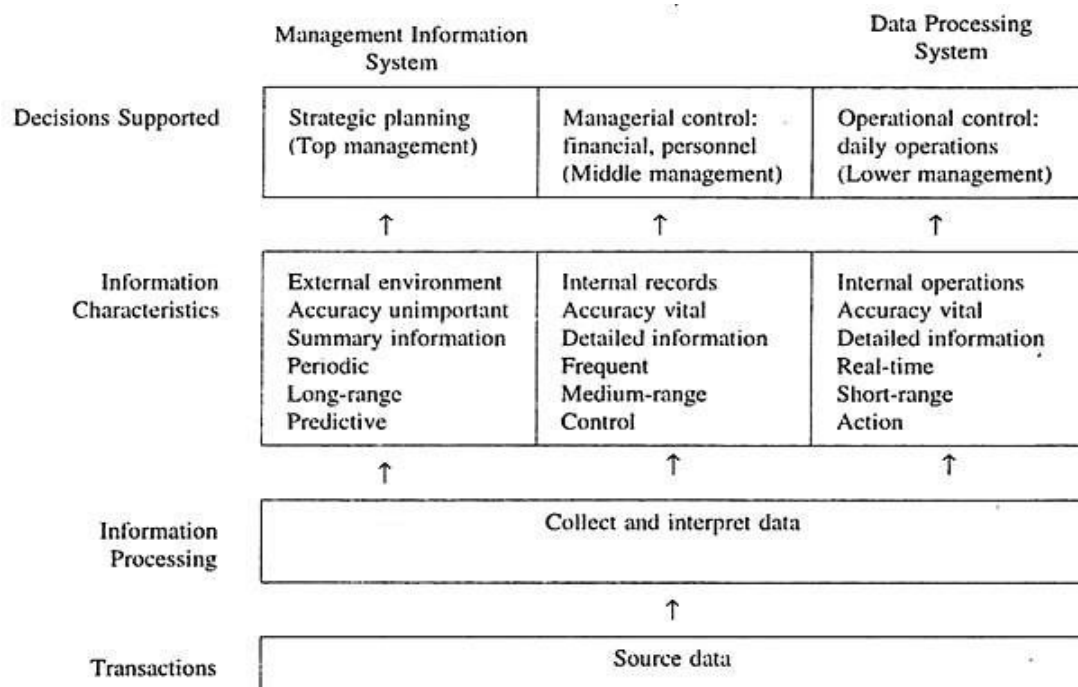 Management Information
System
Data Processing
System
Decisions Supported
Strategic planning
(Top management)
Managerial control:
financial, personnel
(Middle management)
Operational control:
daily operations
(Lower management)
↑ ↑ ↑
Information
Characteristics
External environment
Accuracy unimportant
Summary information
Periodic
Long-range
Predictive
Internal records
Accuracy vital
Detailed information
Frequent
Medium-range
Control
Internal operations
Accuracy vital
Detailed information
Real-time
Short-range
Action
↑ ↑ ↑
Information
Processing
Collect and interpret data
↑
Transactions
Source data